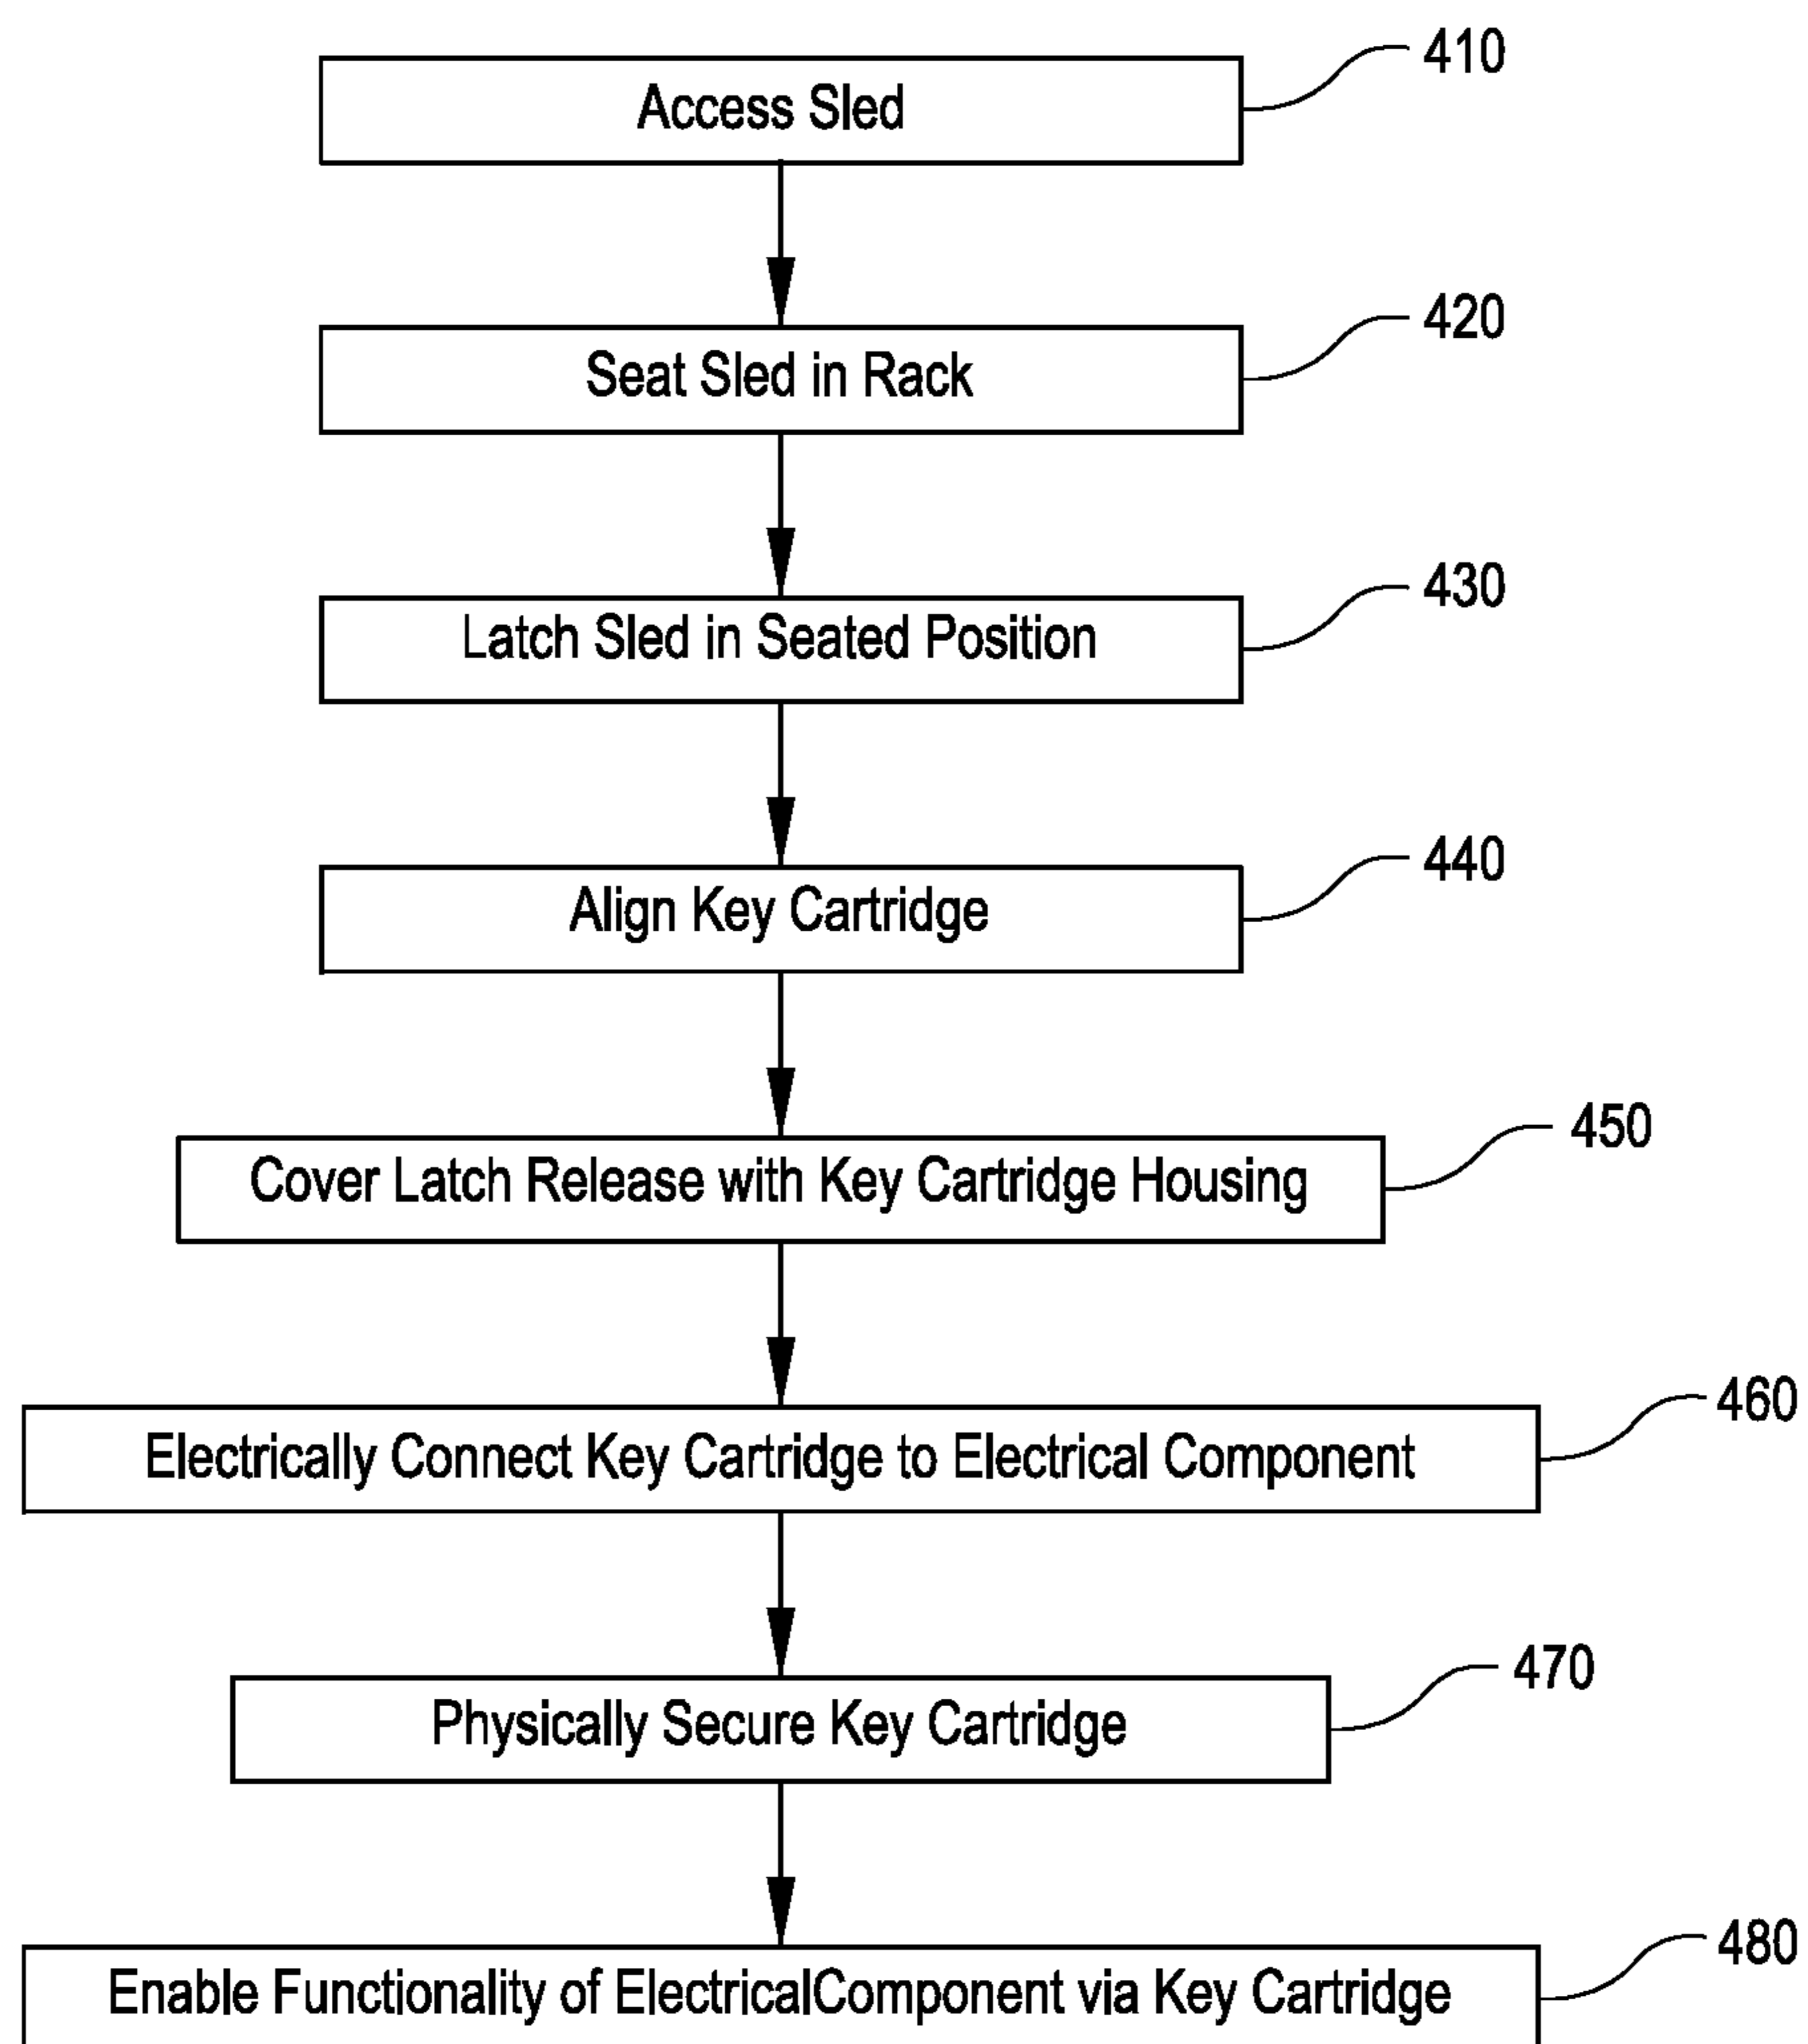 410
Access Sled
420
Seat Sled in Rack
430
Latch Sled in Seated Position
440
Align Key Cartridge
450
Cover Latch Release with Key Cartridge Housing
460
Electrically Connect Key Cartridge to Electrical Component
470
Physically Secure Key Cartridge
480
Enable Functionality of ElectricalComponent via Key Cartridge